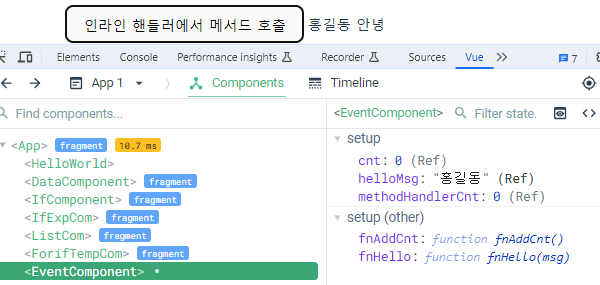 인라인 핸들러에서 메서드 호출 홍길동 안녕
Elements Console Performance insights Recorder Sources Vue 7
App 1 Components Timeline
Find components...
<EventComponent> Filter state.
<App> fragment 10.7 ms
<HelloWorld>
<DataComponent> fragment
<IfComponent> fragment
<IfExpCom> fragment
<ListCom> fragment
<ForifTempCom> fragment
<EventComponent>
setup
cnt: 0 (Ref)
helloMsg: "홍길동" (Ref)
methodHandlerCnt: 0 (Ref)
setup (other)
fnAddCnt: function fnAddCnt()
fnHello: function fnHello(msg)